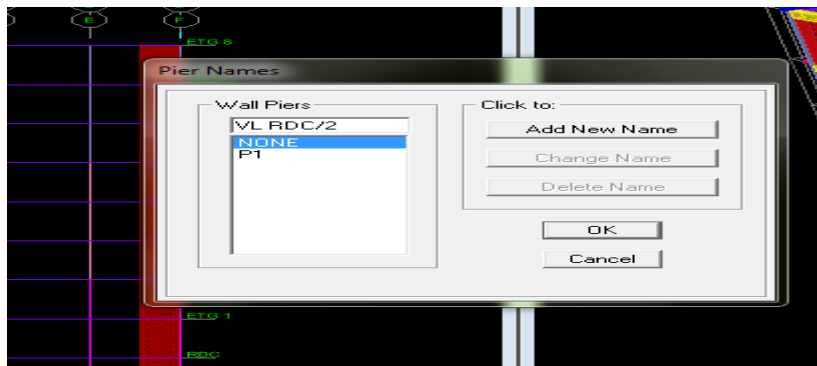 E
F
ETG 8
Pier Names
Wall Piers
VL RDC/2
NONE
P1
Click to:
Add New Name
Change Name
Delete Name
OK
Cancel
ETG 1
RDC